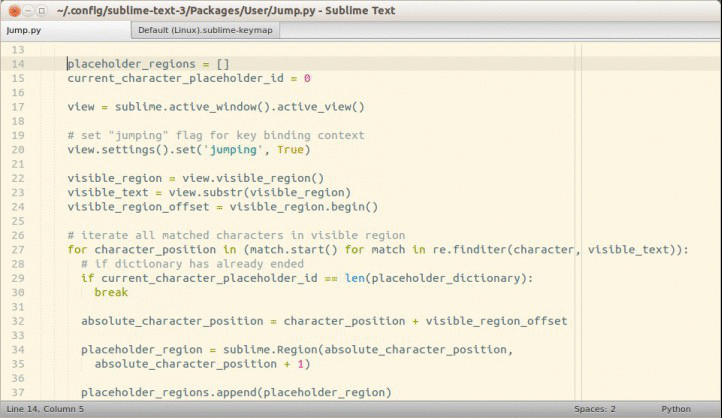 ~/.config/sublime-text-3/Packages/User/Jump.py - Sublime Text
Jump.py
Default (Linux).sublime-keymap
13
14 placeholder_regions = []
15 current_character_placeholder_id = 0
16
17 view = sublime.active_window().active_view()
18
19 # set "jumping" flag for key binding context
20 view.settings().set('jumping', True)
21
22 visible_region = view.visible_region()
23 visible_text = view.substr(visible_region)
24 visible_region_offset = visible_region.begin()
25
26 # iterate all matched characters in visible region
27 for character_position in (match.start() for match in re.finditer(character, visible_text)):
28 # if dictionary has already ended
29 if current_character_placeholder_id == len(placeholder_dictionary):
30 break
31
32 absolute_character_position = character_position + visible_region_offset
33
34 placeholder_region = sublime.Region(absolute_character_position,
35 absolute_character_position + 1)
36
37 placeholder_regions.append(placeholder_region)
Line 14, Column 5
Spaces: 2
Python